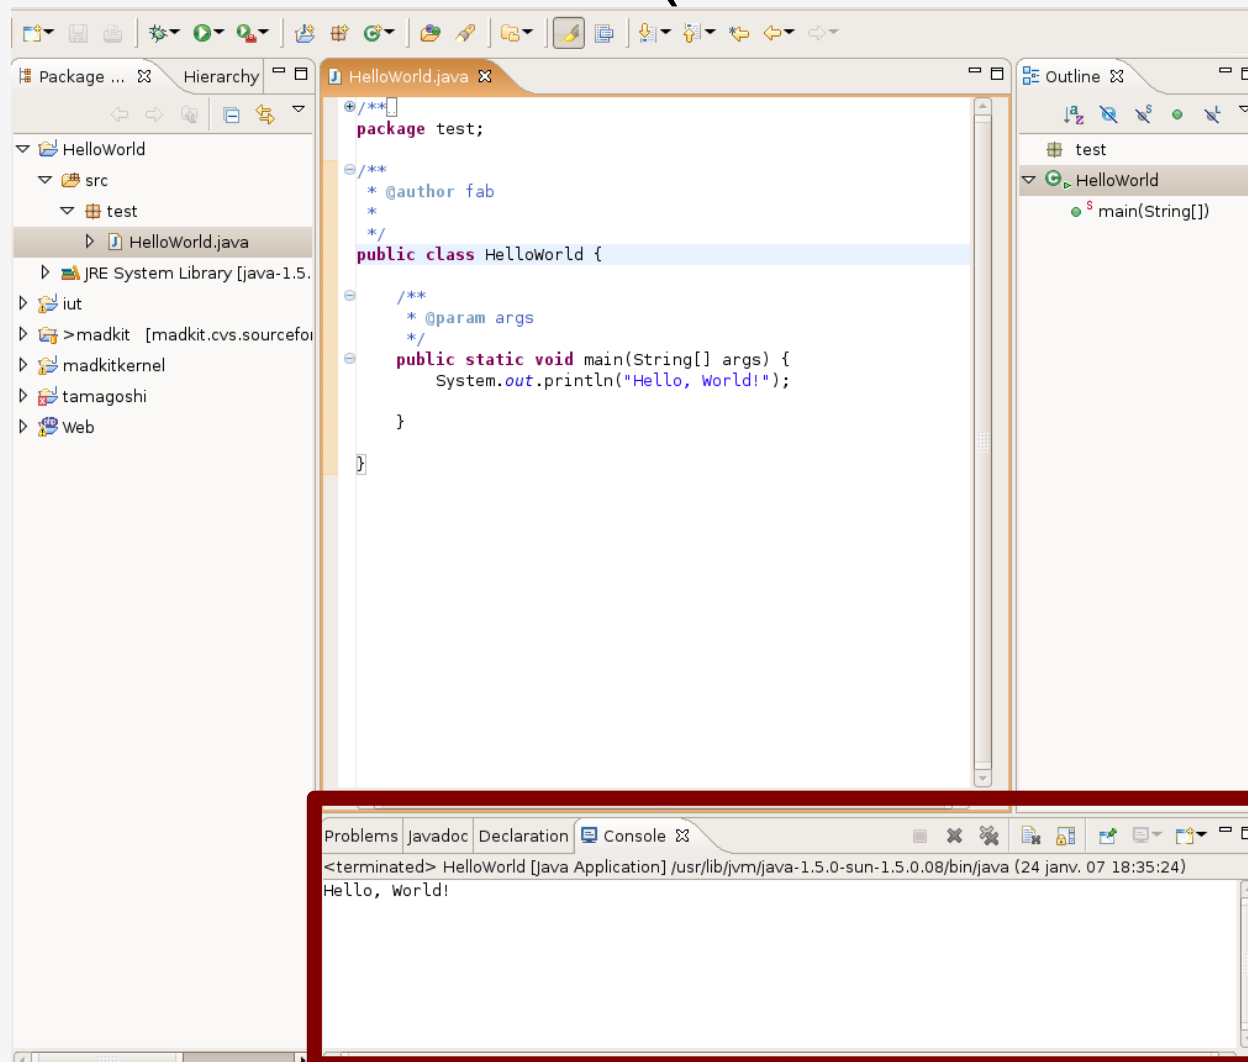 Package ... Hierarchy
HelloWorld
src
test
HelloWorld.java
JRE System Library [java-1.5.
iut
>madkit [madkit.cvs.sourcefor
madkitkernel
tamagoshi
Web
HelloWorld.java
/**
package test;
/**
* @author fab
*
*/
public class HelloWorld {
/**
* @param args
*/
public static void main(String[] args) {
System.out.println("Hello, World!");
}
}
Outline
test
HelloWorld
main(String[])
Problems Javadoc Declaration Console
<terminated> HelloWorld [Java Application] /usr/lib/jvm/java-1.5.0-sun-1.5.0.08/bin/java (24 janv. 07 18:35:24)
Hello, World!